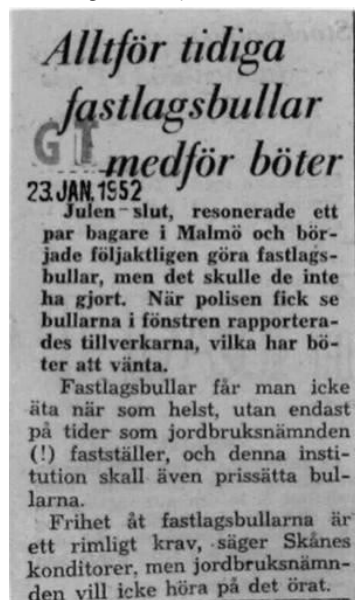 Alltför tidiga
fastlagsbullar
GT
medför böter
23. JAN. 1952
Julen slut, resonerade ett
par bagare i Malmö och bör-
jade följaktligen göra fastlags-
bullar, men det skulle de inte
ha gjort. När polisen fick se
bullarna i fönstren rapportera-
des tillverkarna, vilka har bö-
ter att vänta.
Fastlagsbullar får man icke
äta när som helst, utan endast
på tider som jordbruksnämnden
(!) fastställer, och denna insti-
tution skall även prissätta bul-
larna.
Frihet åt fastlagsbullarna är
ett rimligt krav, säger Skånes
konditorer, men jordbruksnämn-
den vill icke höra på det örat.